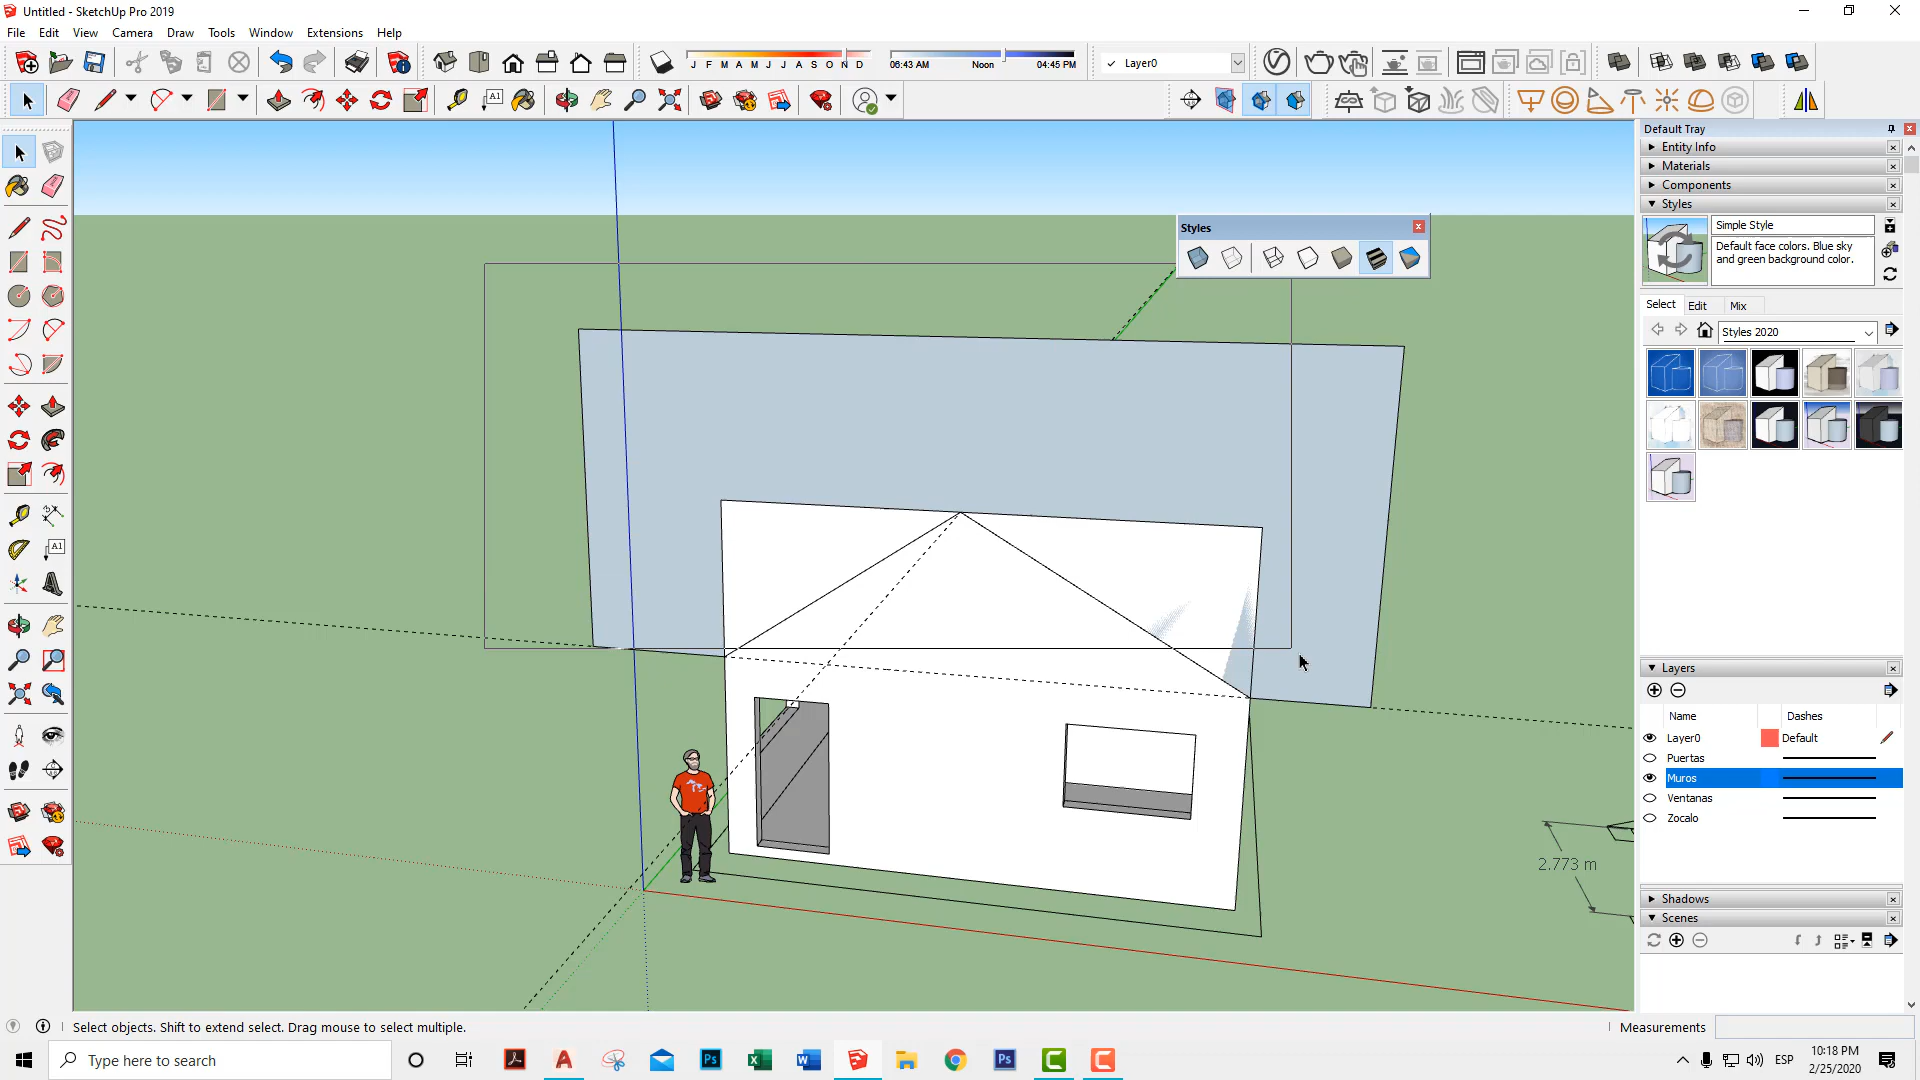 Untitled - SketchUp Pro 2019
File Edit View Camera Draw Tools Window Extensions Help
J F M A M J J A S O N D
06:43 AM Noon 04:45 PM
Layer0
A1
Default Tray
Entity Info
Materials
Components
Styles
Simple Style
Default face colors. Blue sky
and green background color.
Select Edit Mix
Styles 2020
Styles
A1
Layers
Name Dashes
Layer0 Default
Puertas
Muros
Ventanas
Zocalo
2.773 m
Shadows
Scenes
Select objects. Shift to extend select. Drag mouse to select multiple.
Measurements
Type here to search
ESP
10:18 PM
2/25/2020